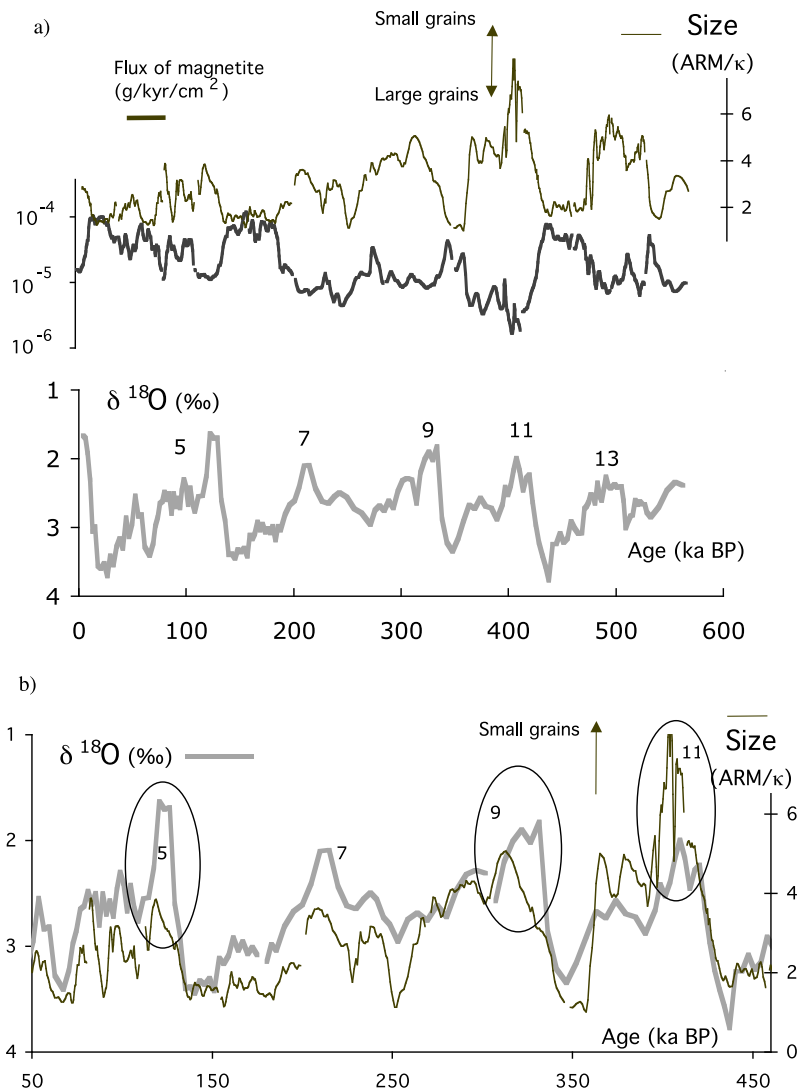 a)
Small grains
Size
(ARM/κ)
Flux of magnetite
(g/kyr/cm 2)
Large grains
6
4
2
10-4
10-5
10-6
1
2
3
4
δ 18O (‰)
5
7
9
11
13
Age (ka BP)
0 100 200 300 400 500 600
b)
1
2
3
4
δ 18O (‰)
Small grains
Size
(ARM/κ)
5
7
9
11
6
4
2
0
Age (ka BP)
50 150 250 350 450